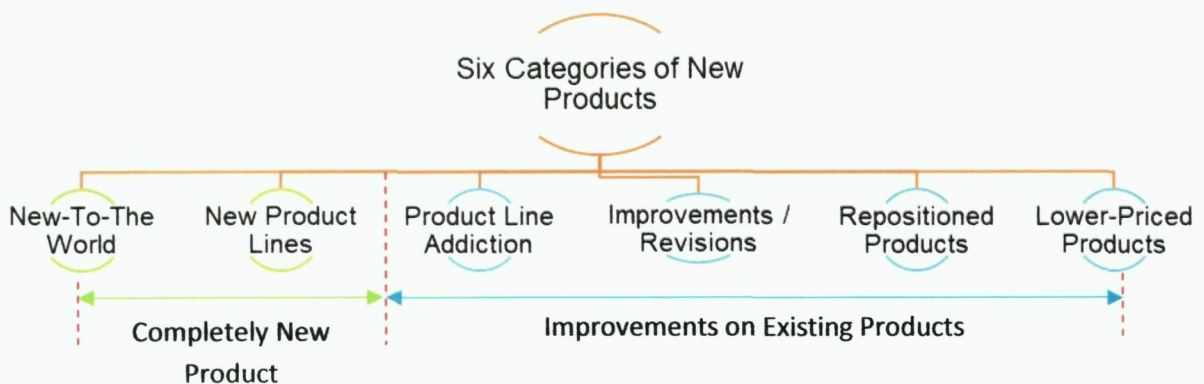 Six Categories of New
Products
New-To-The
World
New Product
Lines
Product Line
Addiction
Improvements /
Revisions
Repositioned
Products
Lower-Priced
Products
Completely New
Product
Improvements on Existing Products